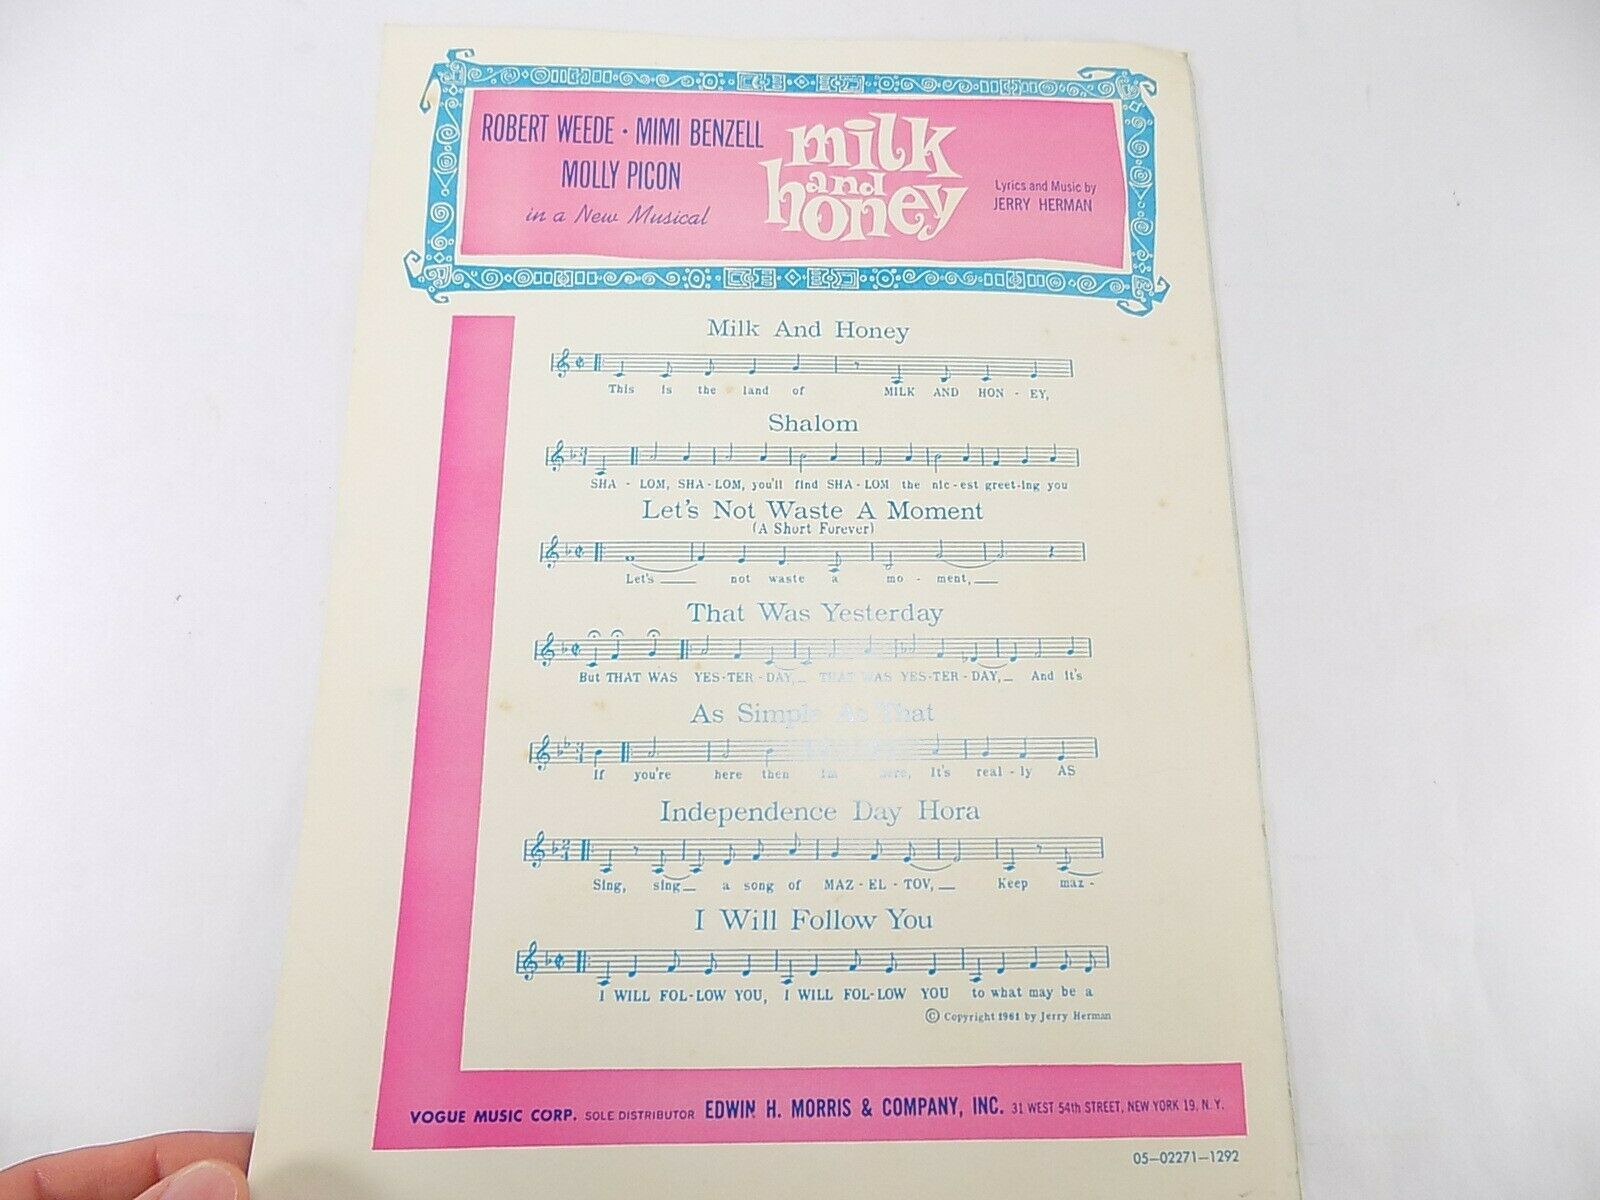 ROBERT WEEDE · MIMI BENZELL
MOLLY PICON
in a New Musical
milk
and
honey
Lyrics and Music by
JERRY HERMAN
Milk And Honey
This is the land of MILK AND HON - EY,
Shalom
SHA - LOM, SHA - LOM, you'll find SHA - LOM the nic - est greet - ing you
Let's Not Waste A Moment
(A Short Forever)
Let's not waste a mo - ment,
That Was Yesterday
But THAT WAS YES - TER - DAY, THAT WAS YES - TER - DAY, And it's
As Simple As That
If you're here then I'm here, It's real - ly AS
Independence Day Hora
Sing, sing a song of MAZ - EL - TOV, Keep maz -
I Will Follow You
I WILL FOL - LOW YOU, I WILL FOL - LOW YOU to what may be a
© Copyright 1961 by Jerry Herman
VOGUE MUSIC CORP. SOLE DISTRIBUTOR EDWIN H. MORRIS & COMPANY, INC. 31 WEST 54th STREET, NEW YORK 19, N.Y.
05-02271-1292